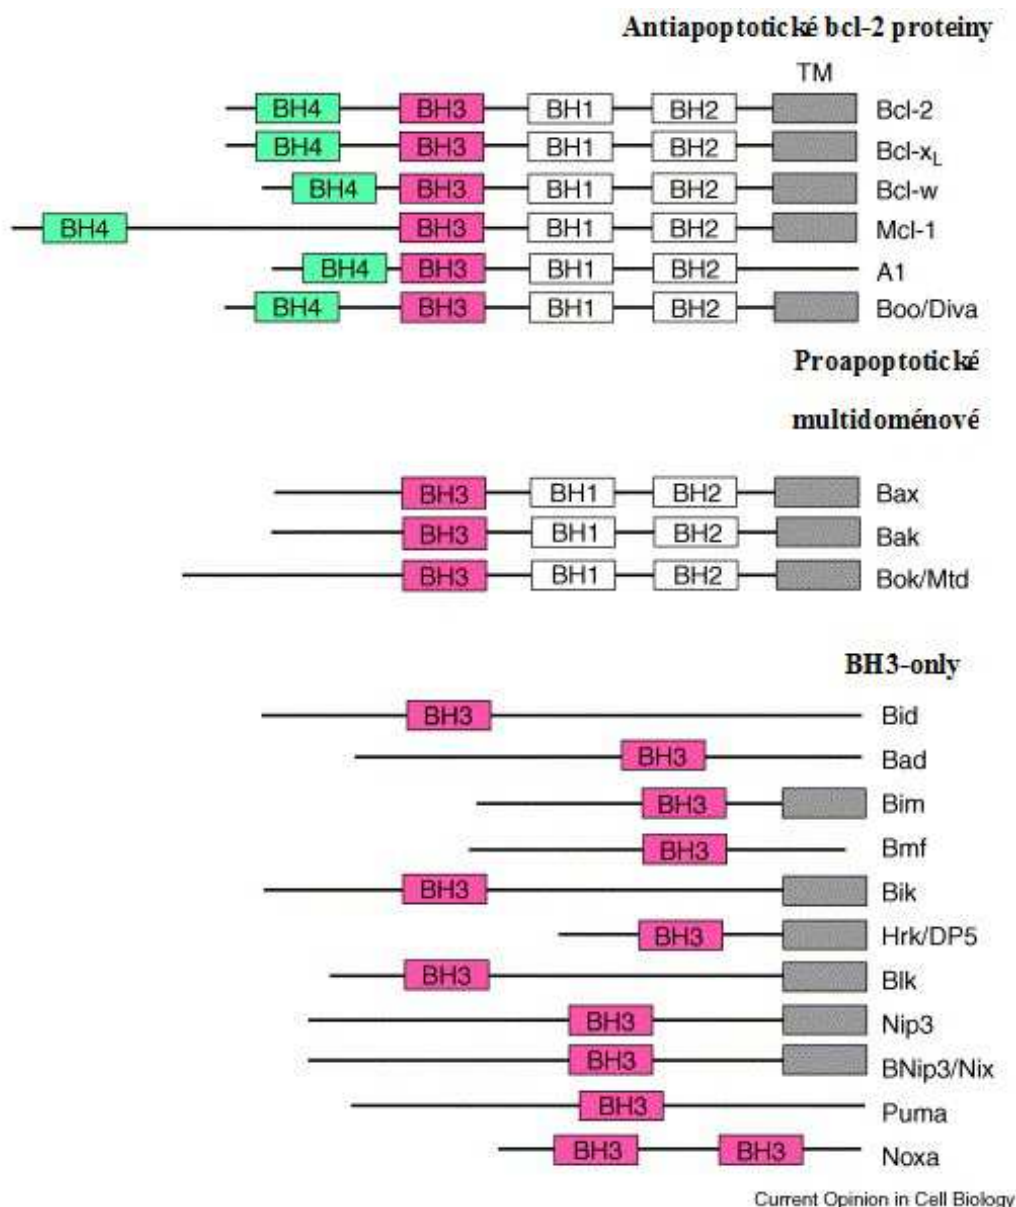 Antiapoptotické bcl-2 proteiny
TM
BH4 BH3 BH1 BH2 Bcl-2
BH4 BH3 BH1 BH2 Bcl-xL
BH4 BH3 BH1 BH2 Bcl-w
BH4 BH3 BH1 BH2 Mcl-1
BH4 BH3 BH1 BH2 A1
BH4 BH3 BH1 BH2 Boo/Diva
Proapoptotické
multidoménové
BH3 BH1 BH2 Bax
BH3 BH1 BH2 Bak
BH3 BH1 BH2 Bok/Mtd
BH3-only
BH3 Bid
BH3 Bad
BH3 Bim
BH3 Bmf
BH3 Bik
BH3 Hrk/DP5
BH3 Blk
BH3 Nip3
BH3 BNip3/Nix
BH3 Puma
BH3 BH3 Noxa
Current Opinion in Cell Biology